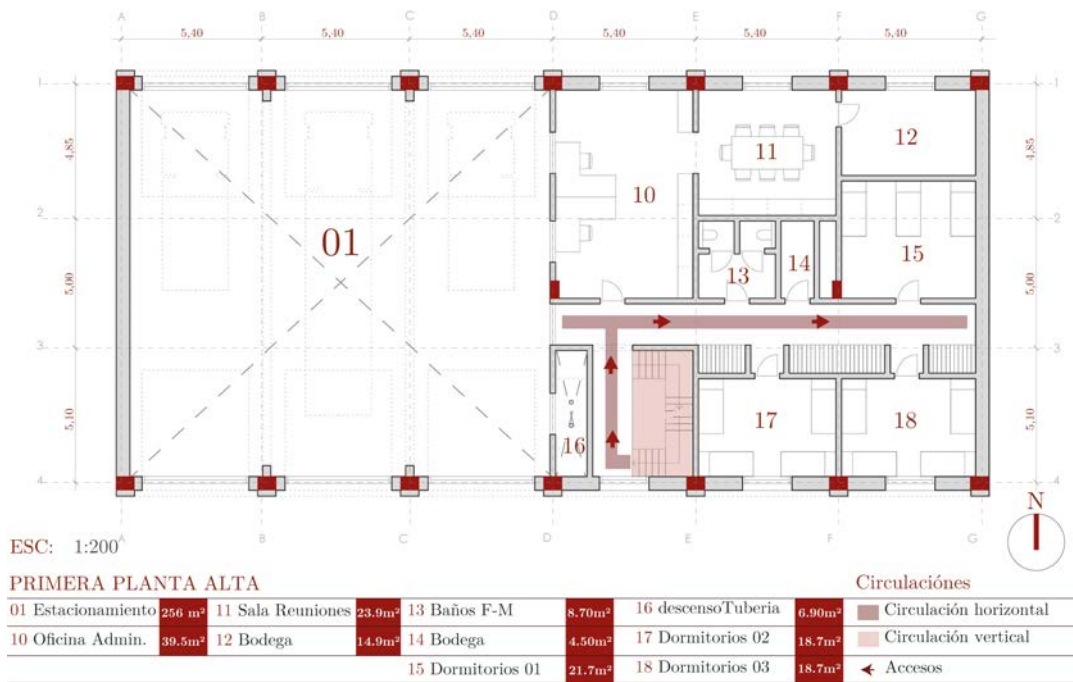 A B C D E F G
5,40 5,40 5,40 5,40 5,40 5,40
1 1
4,85 4,85
11 12
10
2 2
01
15
13 14
5,00 5,00
3 3
17 18
16
5,10 5,10
4 4
A B C D E F G
N
ESC: 1:200
PRIMERA PLANTA ALTA
Circulaciónes
01 Estacionamiento 256 m² 11 Sala Reuniones 23.9m² 13 Baños F-M 8.70m² 16 descensoTuberia 6.90m² Circulación horizontal
10 Oficina Admin. 39.5m² 12 Bodega 14.9m² 14 Bodega 4.50m² 17 Dormitorios 02 18.7m² Circulación vertical
15 Dormitorios 01 21.7m² 18 Dormitorios 03 18.7m² Accesos